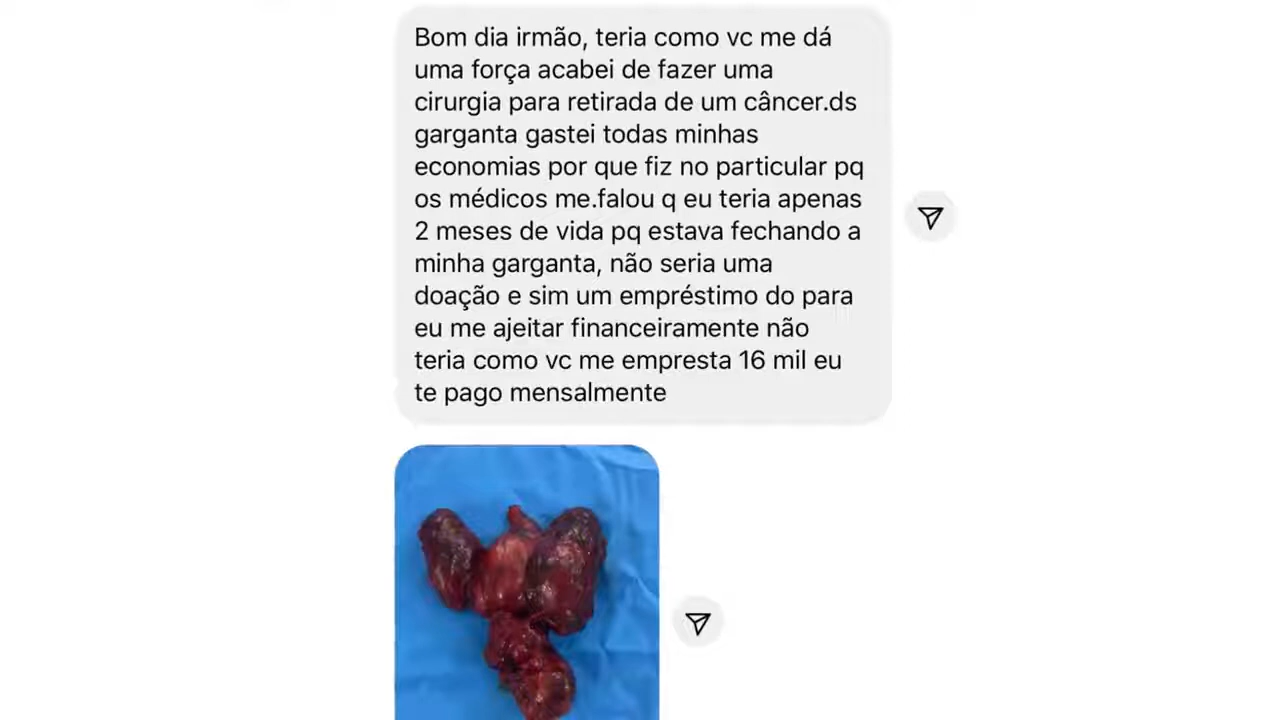 Bom dia irmão, teria como vc me dá
uma força acabei de fazer uma
cirurgia para retirada de um câncer.ds
garganta gastei todas minhas
economias por que fiz no particular pq
os médicos me.falou q eu teria apenas
2 meses de vida pq estava fechando a
minha garganta, não seria uma
doação e sim um empréstimo do para
eu me ajeitar financeiramente não
teria como vc me empresta 16 mil eu
te pago mensalmente